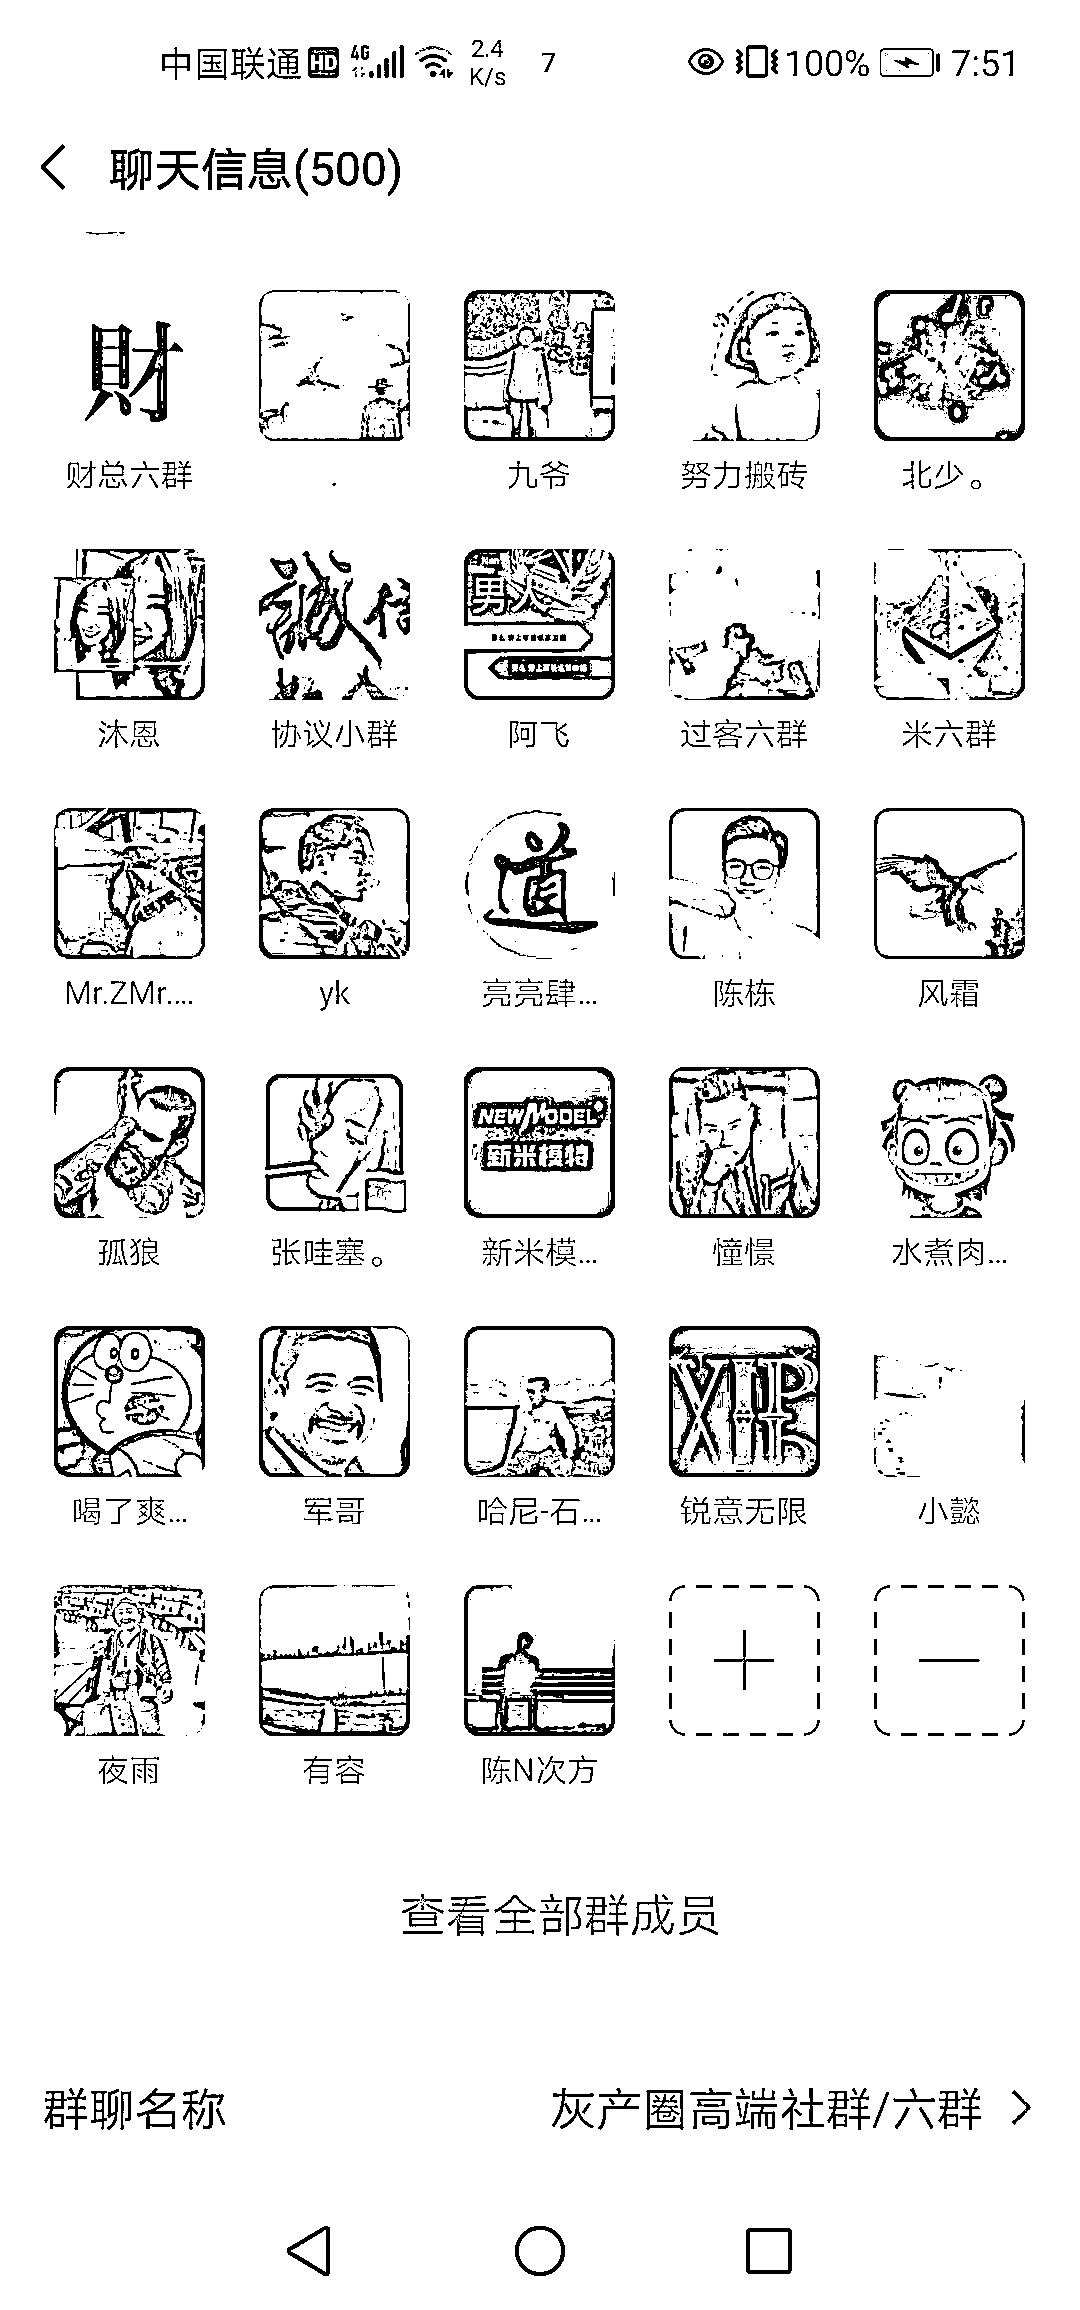 中国联通 HD 4G 2.4 K/s 7 100% 7:51
聊天信息(500)
財
财总六群 . 九爷 努力搬砖 北少。
誠信
男人
沐恩 协议小群 阿飞 过客六群 米六群
道
Mr.ZMr.... yk 亮亮肆... 陈栋 风霜
NEW MODEL
新米模特
孤狼 张哇塞。 新米模... 憧憬 水煮肉...
VIP
喝了爽... 军哥 哈尼-石... 锐意无限 小懿
夜雨 有容 陈N次方
查看全部群成员
群聊名称 灰产圈高端社群/六群